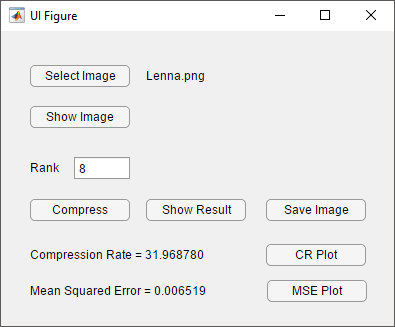 UI Figure
Select Image Lenna.png
Show Image
Rank 8
Compress Show Result Save Image
Compression Rate = 31.968780 CR Plot
Mean Squared Error = 0.006519 MSE Plot